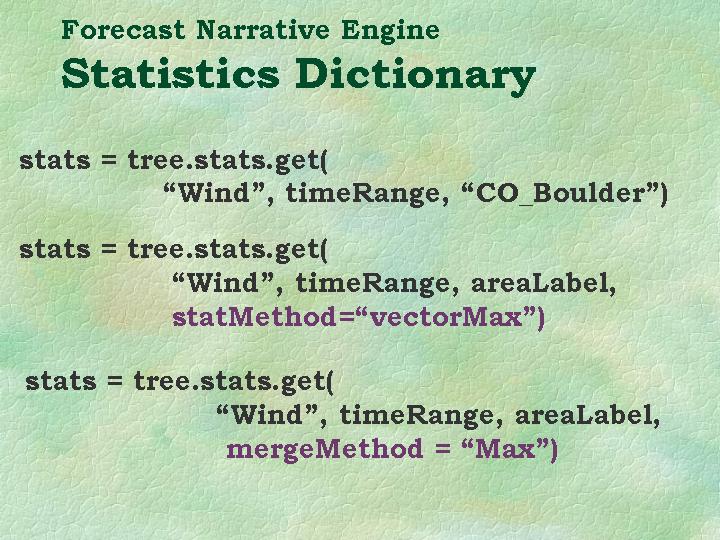 Forecast Narrative Engine
Statistics Dictionary
stats = tree.stats.get(
“Wind”, timeRange, “CO_Boulder”)
stats = tree.stats.get(
“Wind”, timeRange, areaLabel,
statMethod=“vectorMax”)
stats = tree.stats.get(
“Wind”, timeRange, areaLabel,
mergeMethod = “Max”)